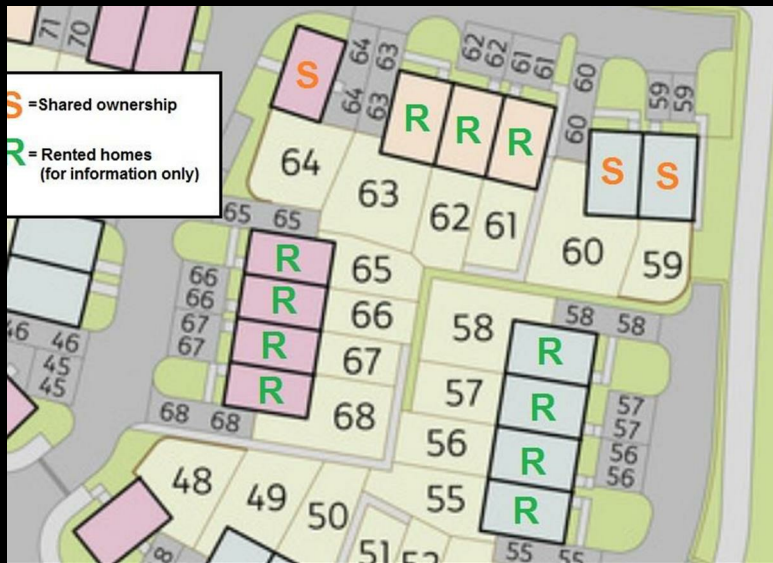 71 70
64 63
62 62 61 61
60
59 59
S
64 63
60
S =Shared ownership
R R R
R = Rented homes
(for information only)
S S
64
63
62 61
60
59
65 65
R
65
66
66
R
66
58
58 58
67
67
R
67
R
46 46
45
45
R
68
57
R
57
57
68 68
56
R
56
56
48
49
50
55
R
51
55 55